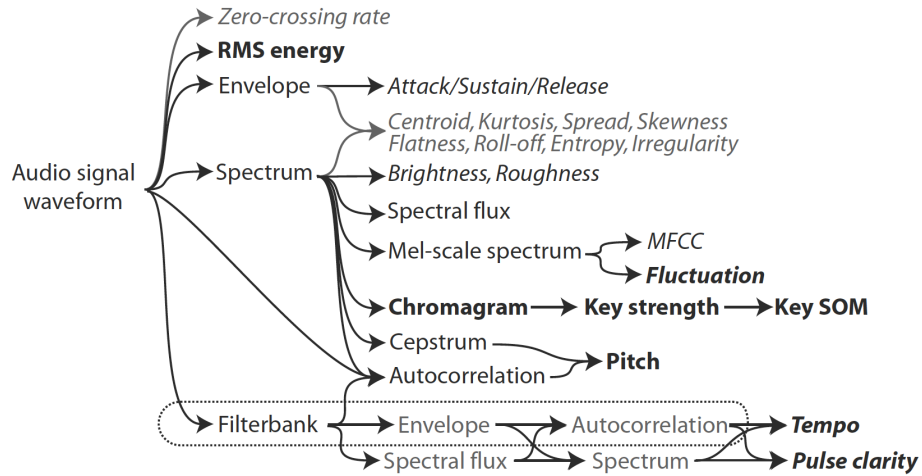 Zero-crossing rate
RMS energy
Envelope
Attack/Sustain/Release
Centroid, Kurtosis, Spread, Skewness
Flatness, Roll-off, Entropy, Irregularity
Audio signal
waveform
Spectrum
Brightness, Roughness
Spectral flux
Mel-scale spectrum
MFCC
Fluctuation
Chromagram
Key strength
Key SOM
Cepstrum
Pitch
Autocorrelation
Filterbank
Envelope
Autocorrelation
Tempo
Spectral flux
Spectrum
Pulse clarity